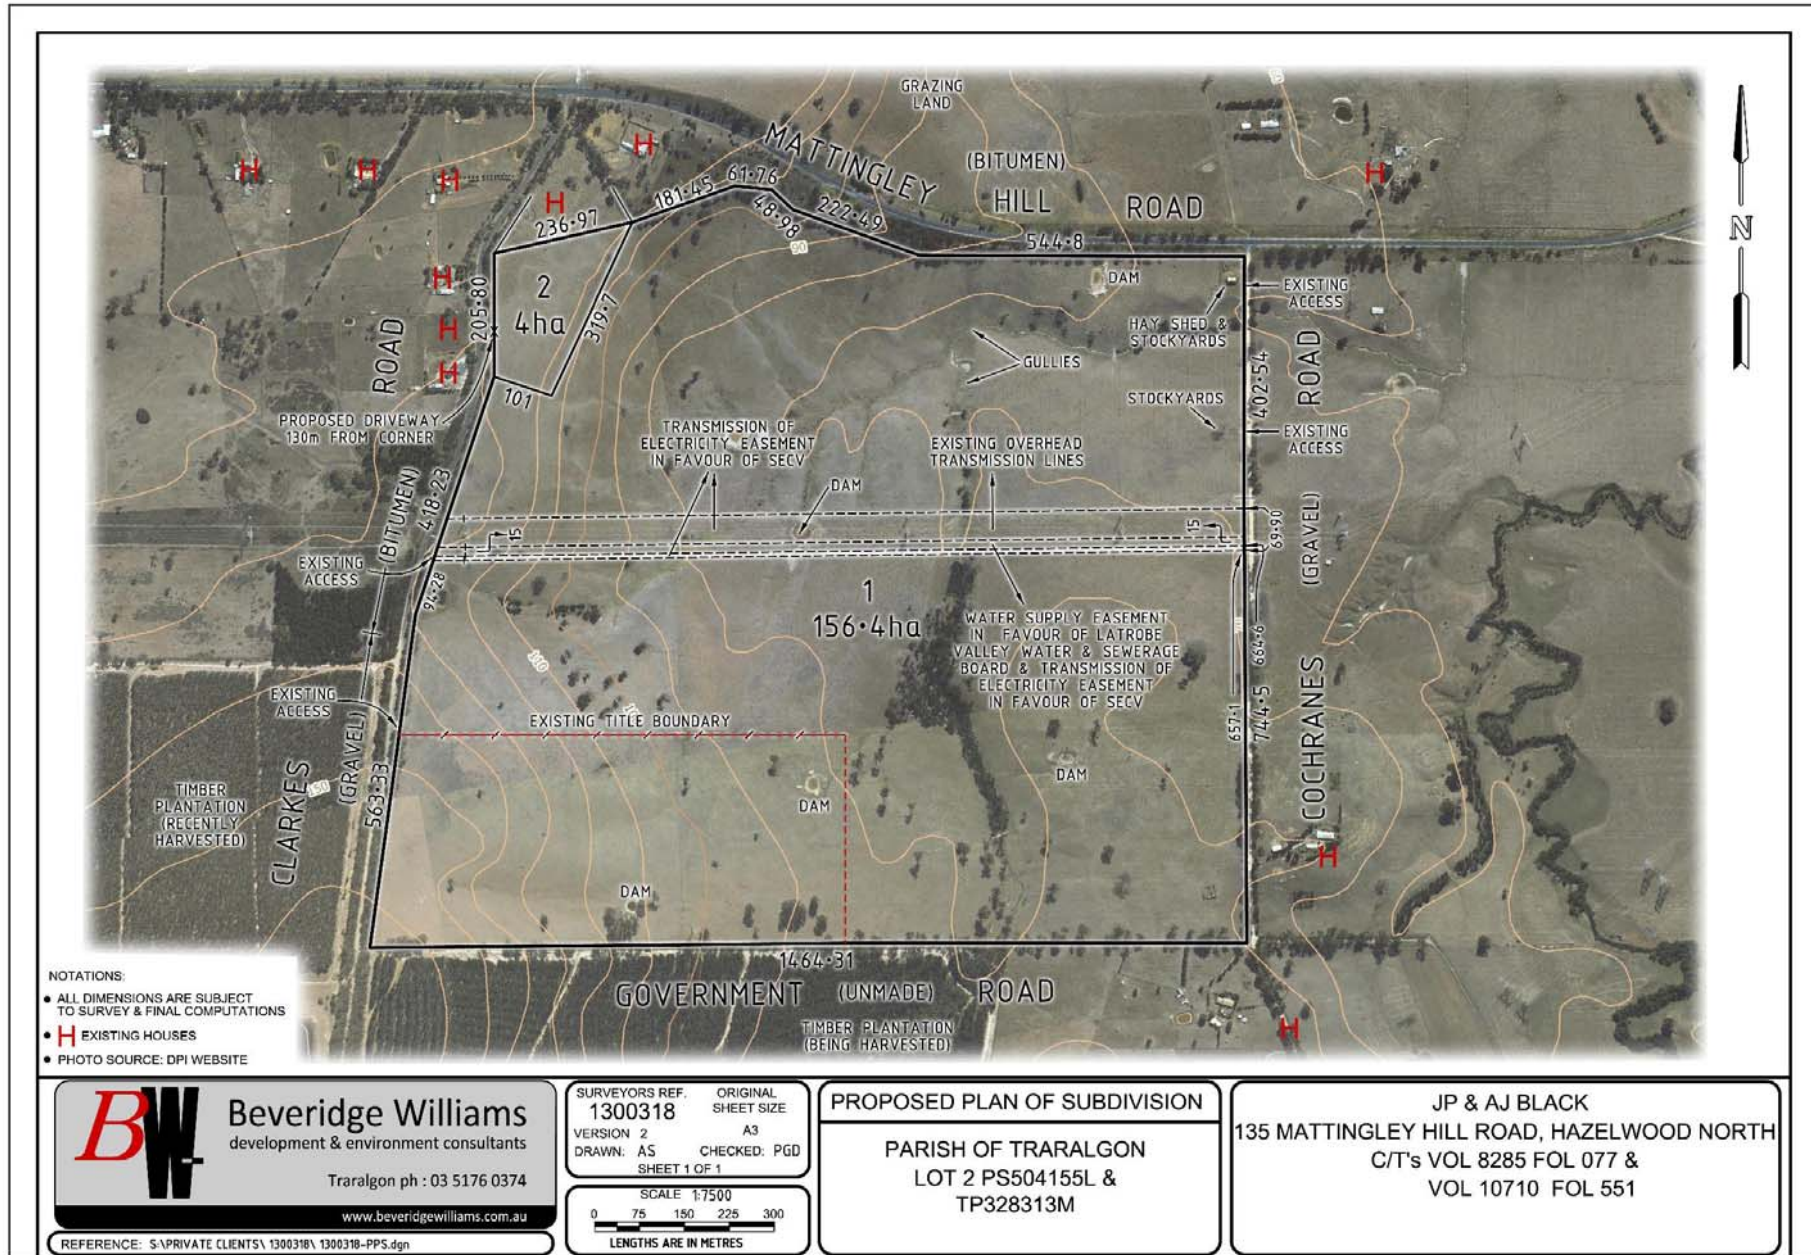 GRAZING
LAND
MATTINGLEY
(BITUMEN)
HILL
ROAD
H
H
H
H
H
H
H
H
H
H
H
236·97
181·45
61·76
48·98
222·49
544·8
90
N
2
4ha
205·80
319·7
101
ROAD
PROPOSED DRIVEWAY
130m FROM CORNER
DAM
EXISTING
ACCESS
HAY SHED &
STOCKYARDS
GULLIES
STOCKYARDS
402·54
ROAD
EXISTING
ACCESS
TRANSMISSION OF
ELECTRICITY EASEMENT
IN FAVOUR OF SECV
EXISTING OVERHEAD
TRANSMISSION LINES
DAM
418·23
(BITUMEN)
15
15
69·90
(GRAVEL)
EXISTING
ACCESS
94·28
1
156·4ha
WATER SUPPLY EASEMENT
IN FAVOUR OF LATROBE
VALLEY WATER & SEWERAGE
BOARD & TRANSMISSION OF
ELECTRICITY EASEMENT
IN FAVOUR OF SECV
664·6
657·1
744·5
COCHRANES
110
EXISTING
ACCESS
EXISTING TITLE BOUNDARY
(GRAVEL)
CLARKES
150
563·33
TIMBER
PLANTATION
(RECENTLY
HARVESTED)
DAM
DAM
DAM
1464·31
GOVERNMENT (UNMADE) ROAD
TIMBER PLANTATION
(BEING HARVESTED)
NOTATIONS:
• ALL DIMENSIONS ARE SUBJECT
TO SURVEY & FINAL COMPUTATIONS
• H EXISTING HOUSES
• PHOTO SOURCE: DPI WEBSITE
BW
Beveridge Williams
development & environment consultants
Traralgon ph : 03 5176 0374
www.beveridgewilliams.com.au
REFERENCE: S:\PRIVATE CLIENTS\ 1300318\ 1300318-PPS.dgn
SURVEYORS REF.
1300318
ORIGINAL
SHEET SIZE
A3
VERSION 2
DRAWN: AS
CHECKED: PGD
SHEET 1 OF 1
SCALE 1:7500
0 75 150 225 300
LENGTHS ARE IN METRES
PROPOSED PLAN OF SUBDIVISION
PARISH OF TRARALGON
LOT 2 PS504155L &
TP328313M
JP & AJ BLACK
135 MATTINGLEY HILL ROAD, HAZELWOOD NORTH
C/T's VOL 8285 FOL 077 &
VOL 10710 FOL 551